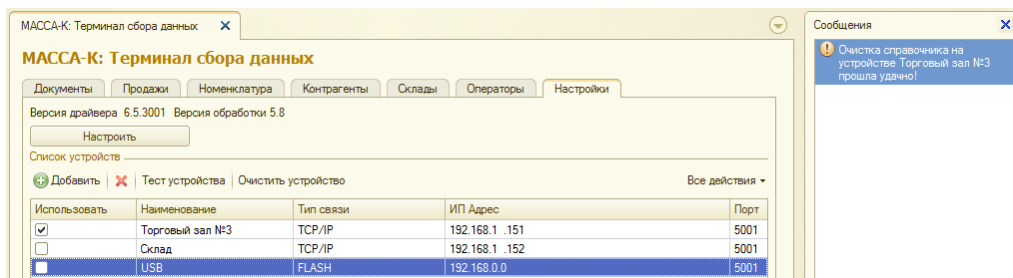 МАССА-К: Терминал сбора данных
Сообщения
Очистка справочника на
устройстве Торговый зал №3
прошла удачно!
МАССА-К: Терминал сбора данных
Документы Продажи Номенклатура Контрагенты Склады Операторы Настройки
Версия драйвера 6.5.3001 Версия обработки 5.8
Настроить
Список устройств
Добавить Тест устройства Очистить устройство Все действия
Использовать Наименование Тип связи ИП Адрес Порт
Торговый зал №3 TCP/IP 192.168.1 .151 5001
Склад TCP/IP 192.168.1 .152 5001
USB FLASH 192.168.0.0 5001